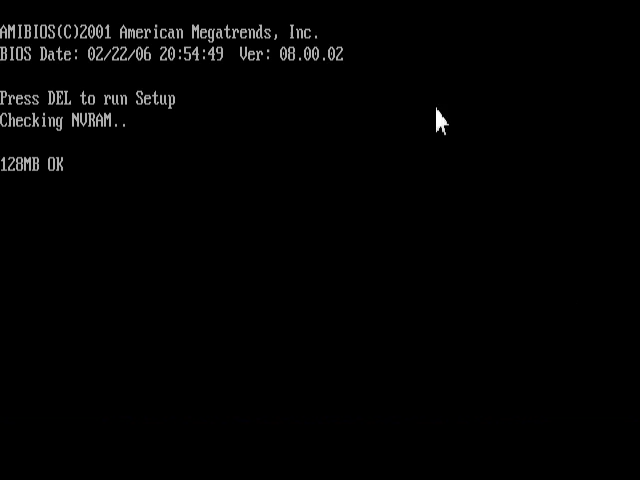 AMIBIOS(C)2001 American Megatrends, Inc.
BIOS Date: 02/22/06 20:54:49  Ver: 08.00.02
Press DEL to run Setup
Checking NVRAM..
128MB OK